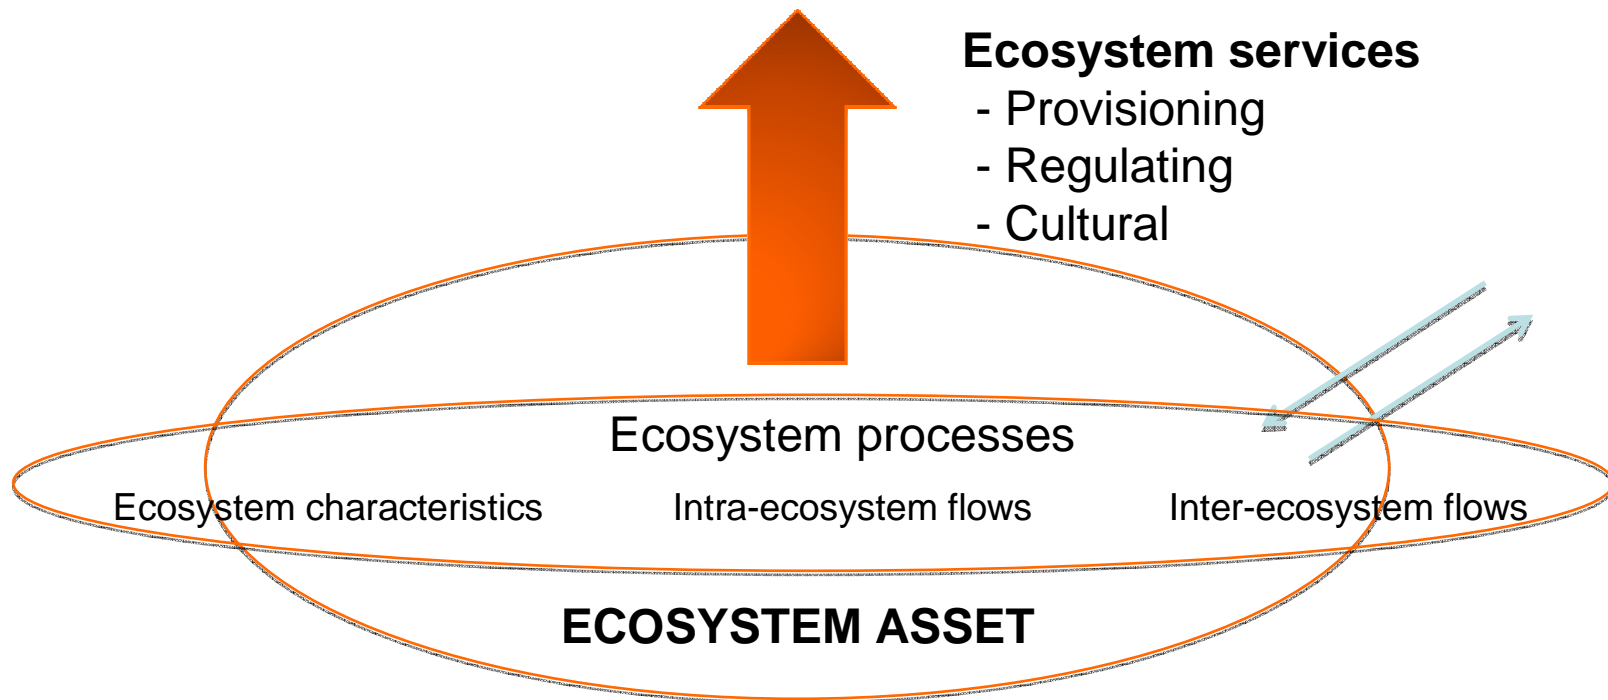 Ecosystem services
- Provisioning
- Regulating
- Cultural
Ecosystem processes
Ecosystem characteristics
Intra-ecosystem flows
Inter-ecosystem flows
ECOSYSTEM ASSET